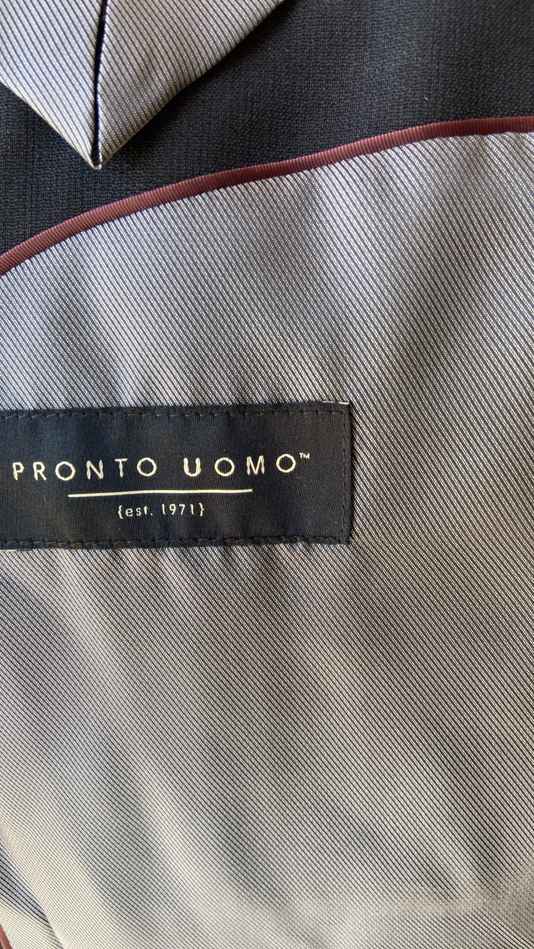 PRONTO UOMO™
{est. 1971}